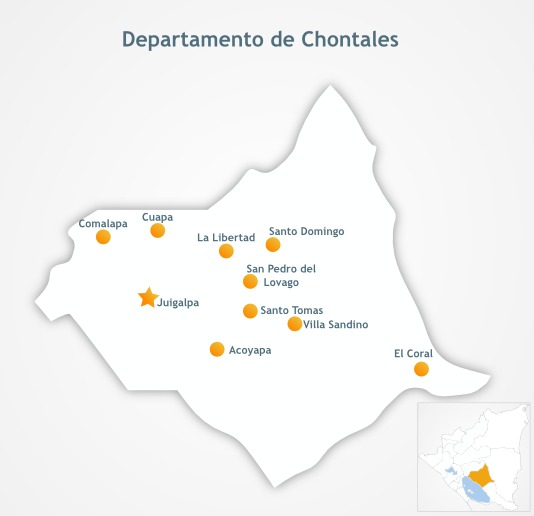 Departamento de Chontales
Comalapa
Cuapa
La Libertad
Santo Domingo
San Pedro del
Lovago
Juigalpa
Santo Tomas
Villa Sandino
Acoyapa
El Coral